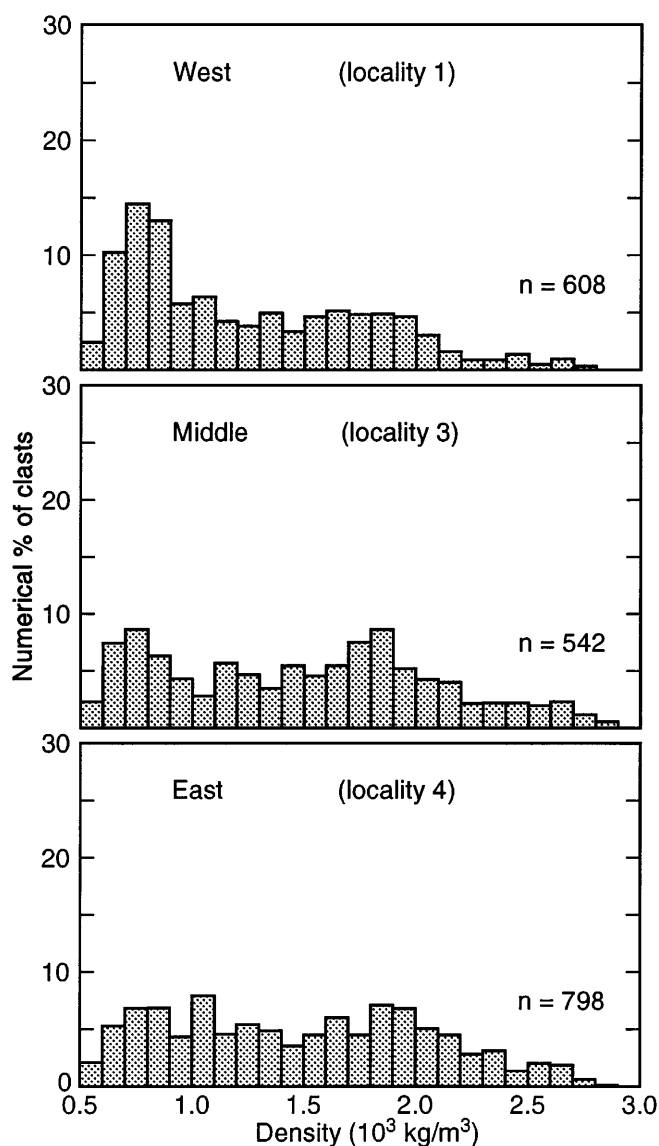 30
West (locality 1)
20
10
n = 608
30
Middle (locality 3)
20
10
n = 542
30
East (locality 4)
20
10
n = 798
0
0.5 1.0 1.5 2.0 2.5 3.0
Density (10³ kg/m³)
Numerical % of clasts